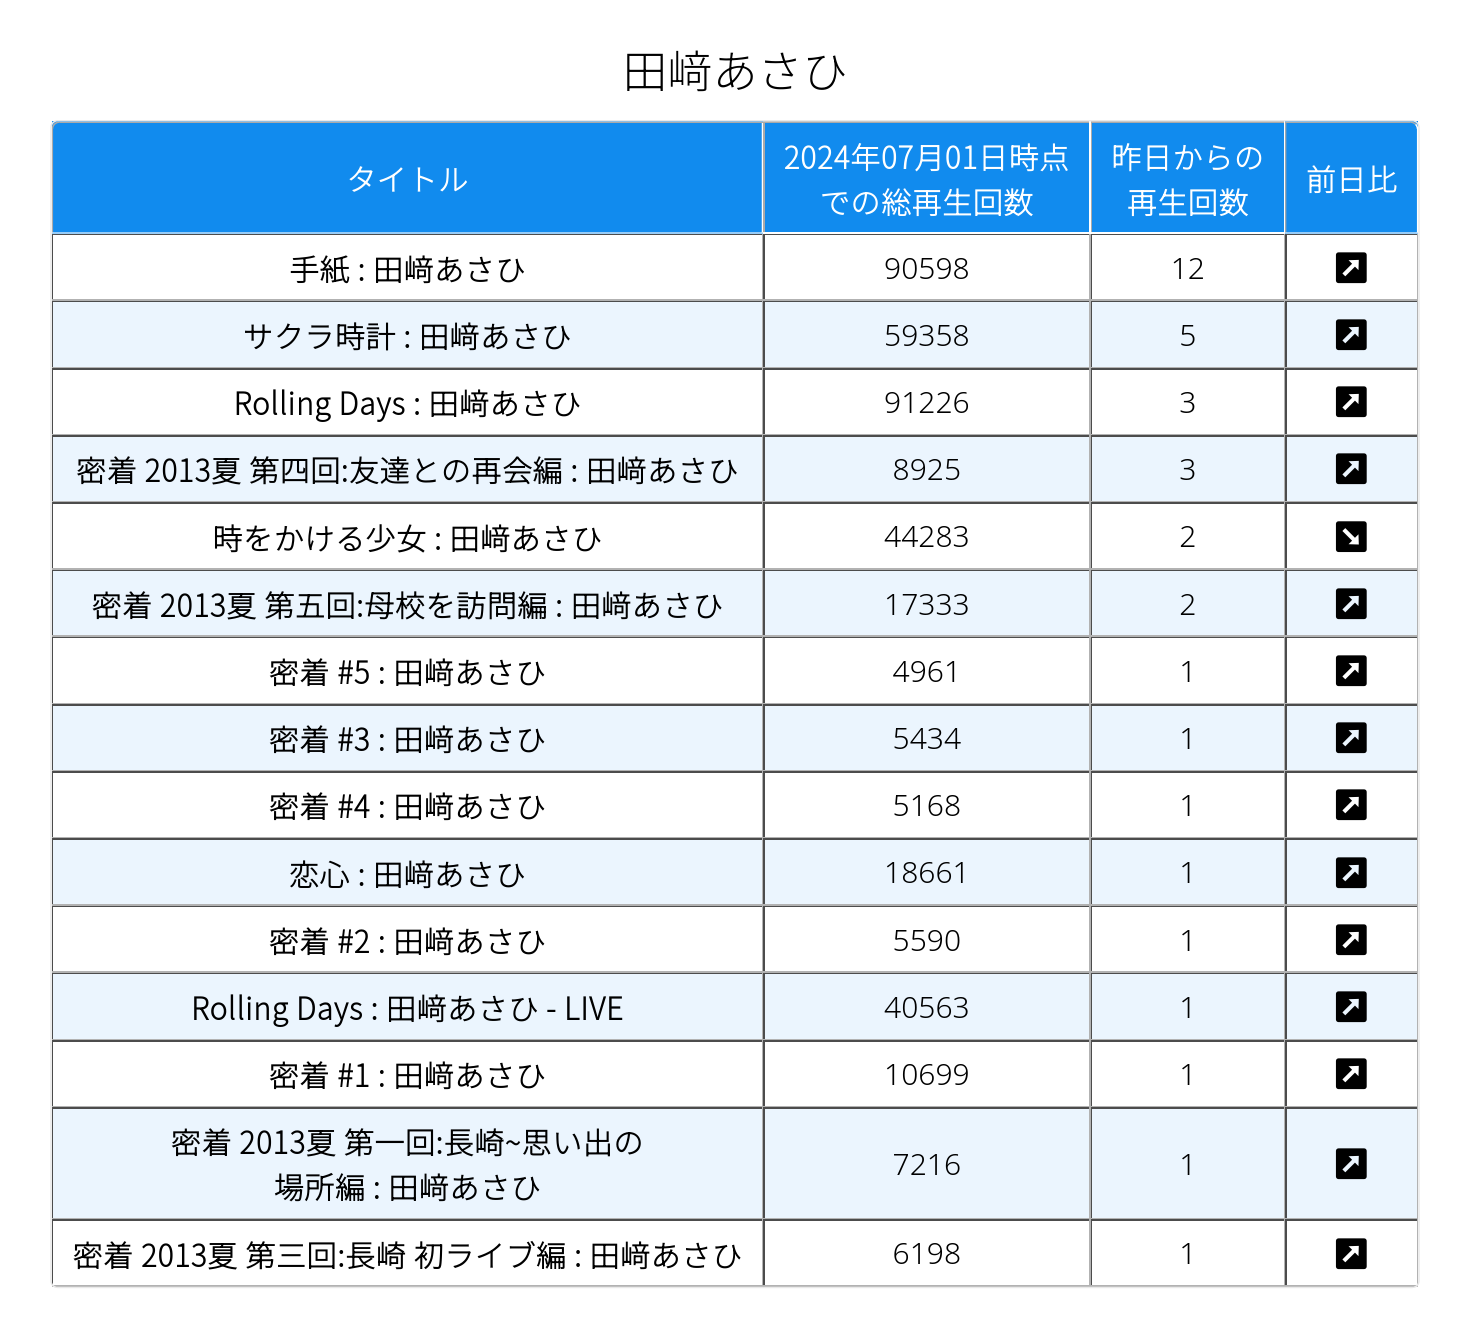 田﨑あさひ
タイトル
2024年07月01日時点
での総再生回数
昨日からの
再生回数
前日比
手紙 : 田﨑あさひ 90598 12
サクラ時計 : 田﨑あさひ 59358 5
Rolling Days : 田﨑あさひ 91226 3
密着 2013夏 第四回:友達との再会編 : 田﨑あさひ 8925 3
時をかける少女 : 田﨑あさひ 44283 2
密着 2013夏 第五回:母校を訪問編 : 田﨑あさひ 17333 2
密着 #5 : 田﨑あさひ 4961 1
密着 #3 : 田﨑あさひ 5434 1
密着 #4 : 田﨑あさひ 5168 1
恋心 : 田﨑あさひ 18661 1
密着 #2 : 田﨑あさひ 5590 1
Rolling Days : 田﨑あさひ - LIVE 40563 1
密着 #1 : 田﨑あさひ 10699 1
密着 2013夏 第一回:長崎~思い出の
場所編 : 田﨑あさひ 7216 1
密着 2013夏 第三回:長崎 初ライブ編 : 田﨑あさひ 6198 1